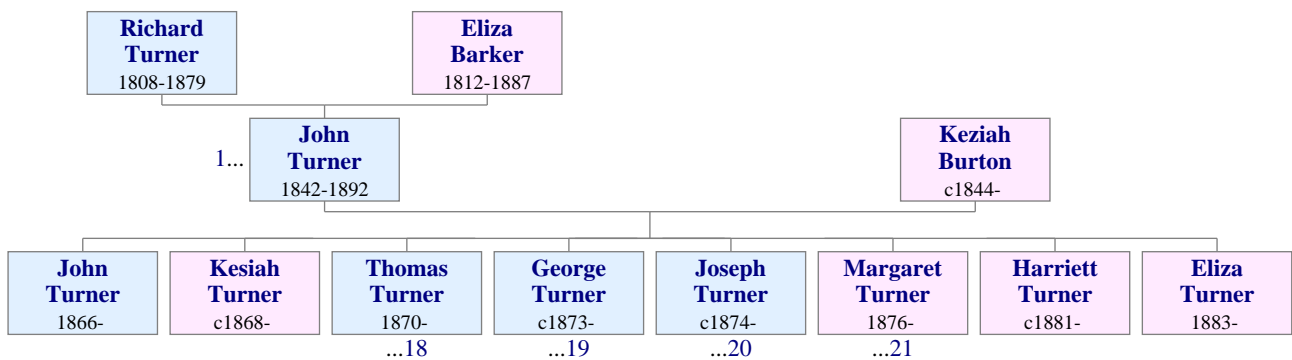 Richard
Turner
1808-1879
Eliza
Barker
1812-1887
1...
John
Turner
1842-1892
Keziah
Burton
c1844-
John
Turner
1866-
Kesiah
Turner
c1868-
Thomas
Turner
1870-
...18
George
Turner
c1873-
...19
Joseph
Turner
c1874-
...20
Margaret
Turner
1876-
...21
Harriett
Turner
c1881-
Eliza
Turner
1883-